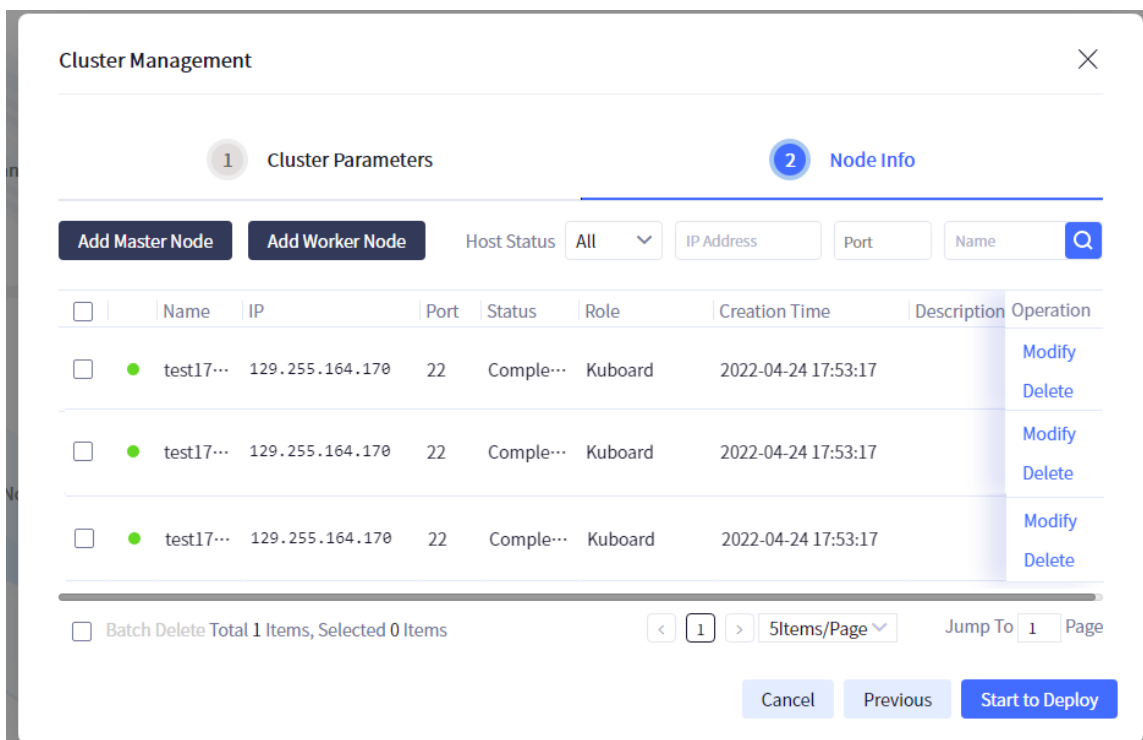 Cluster Management
1 Cluster Parameters 2 Node Info
Add Master Node Add Worker Node Host Status All IP Address Port Name
Name IP Port Status Role Creation Time Description Operation
test17··· 129.255.164.170 22 Comple··· Kuboard 2022-04-24 17:53:17 Modify
Delete
test17··· 129.255.164.170 22 Comple··· Kuboard 2022-04-24 17:53:17 Modify
Delete
test17··· 129.255.164.170 22 Comple··· Kuboard 2022-04-24 17:53:17 Modify
Delete
Batch Delete Total 1 Items, Selected 0 Items < 1 > 5Items/Page Jump To 1 Page
Cancel Previous Start to Deploy